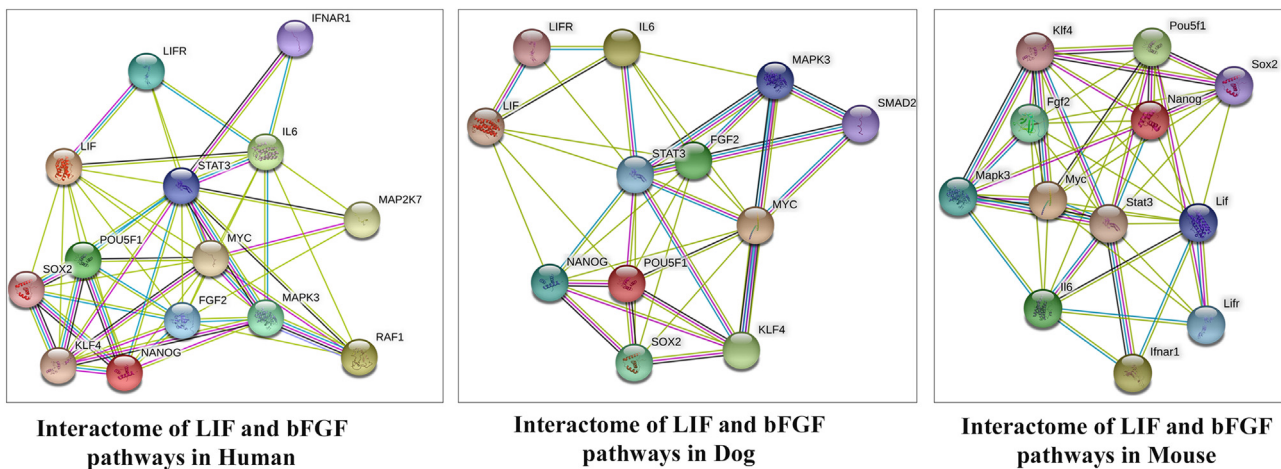 IFNAR1
LIFR
IL6
LIF
STAT3
MAP2K7
POU5F1
MYC
SOX2
FGF2
MAPK3
KLF4
NANOG
RAF1
Interactome of LIF and bFGF
pathways in Human
LIFR
IL6
MAPK3
LIF
SMAD2
STAT3
FGF2
MYC
NANOG
POU5F1
SOX2
KLF4
Interactome of LIF and bFGF
pathways in Dog
Klf4
Pou5f1
Sox2
Fgf2
Nanog
Mapk3
Myc
Stat3
Lif
Il6
Lifr
Ifnar1
Interactome of LIF and bFGF
pathways in Mouse